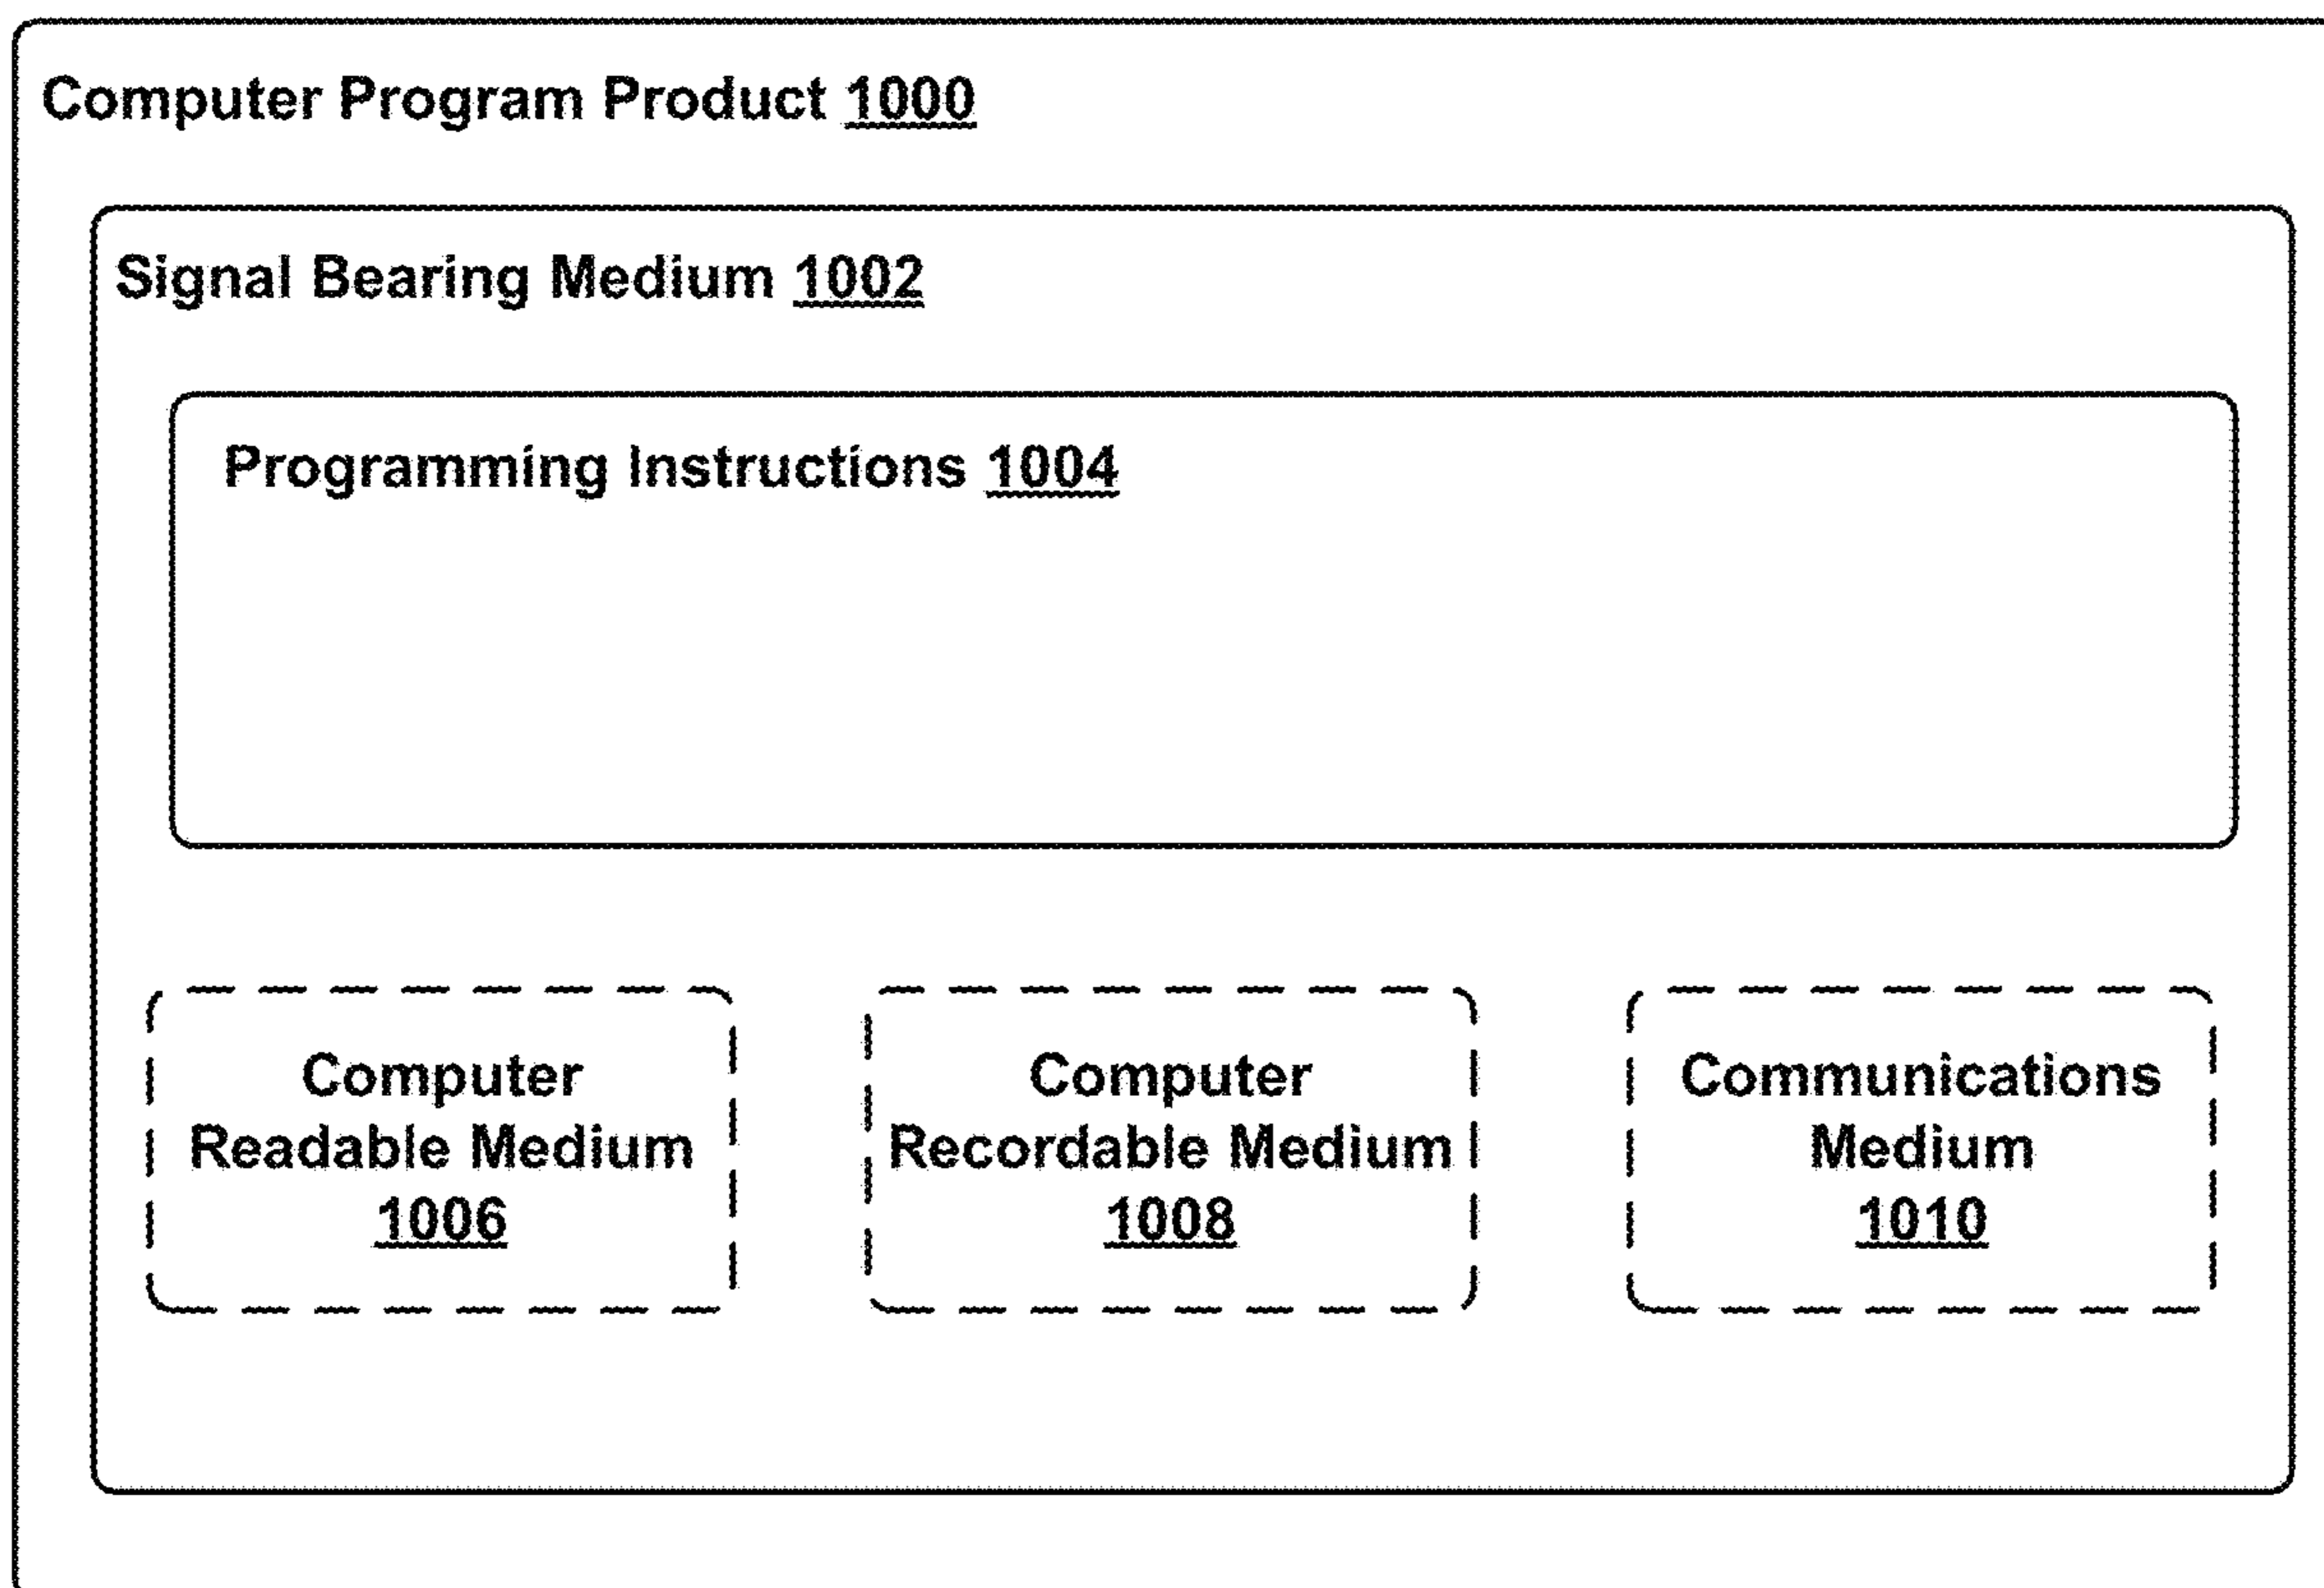 Computer Program Product 1000
Signal Bearing Medium 1002
Programming Instructions 1004
Computer
Readable Medium
1006
Computer
Recordable Medium
1008
Communications
Medium
1010